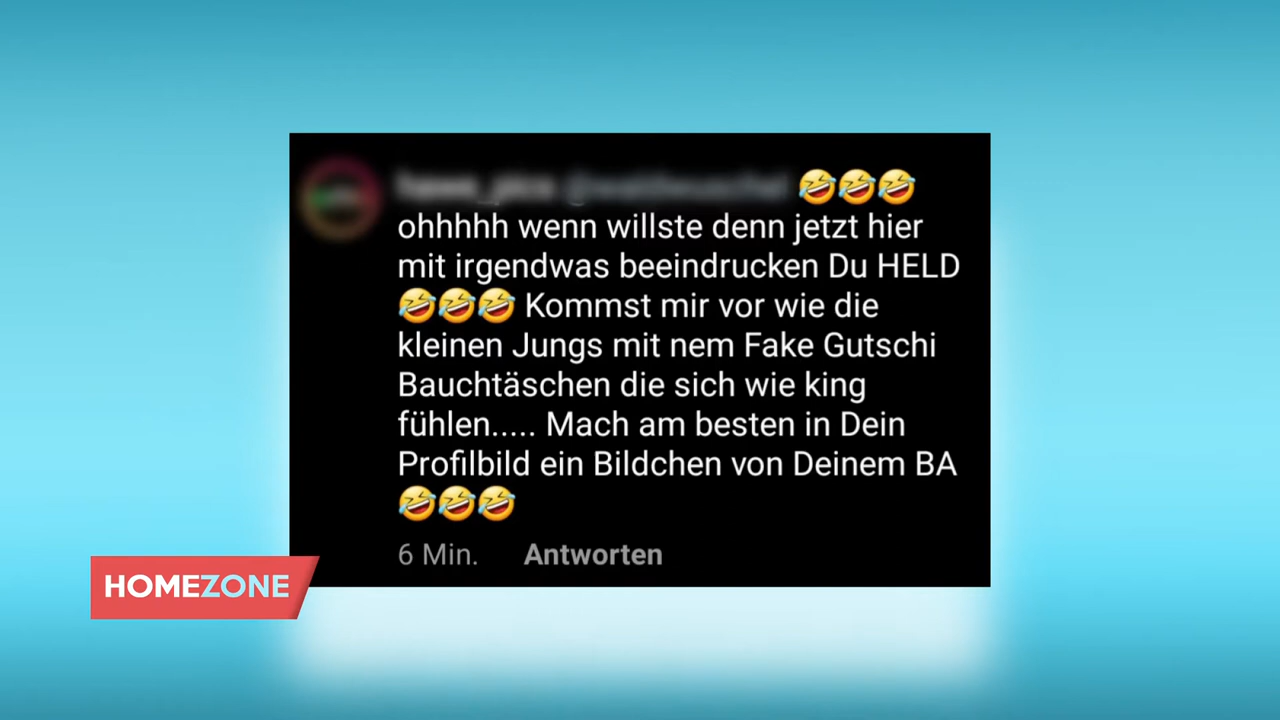 🤣🤣🤣
ohhhhh wenn willste denn jetzt hier
mit irgendwas beeindrucken Du HELD
🤣🤣🤣 Kommst mir vor wie die
kleinen Jungs mit nem Fake Gutschi
Bauchtäschen die sich wie king
fühlen..... Mach am besten in Dein
Profilbild ein Bildchen von Deinem BA
🤣🤣🤣
6 Min. Antworten
HOMEZONE